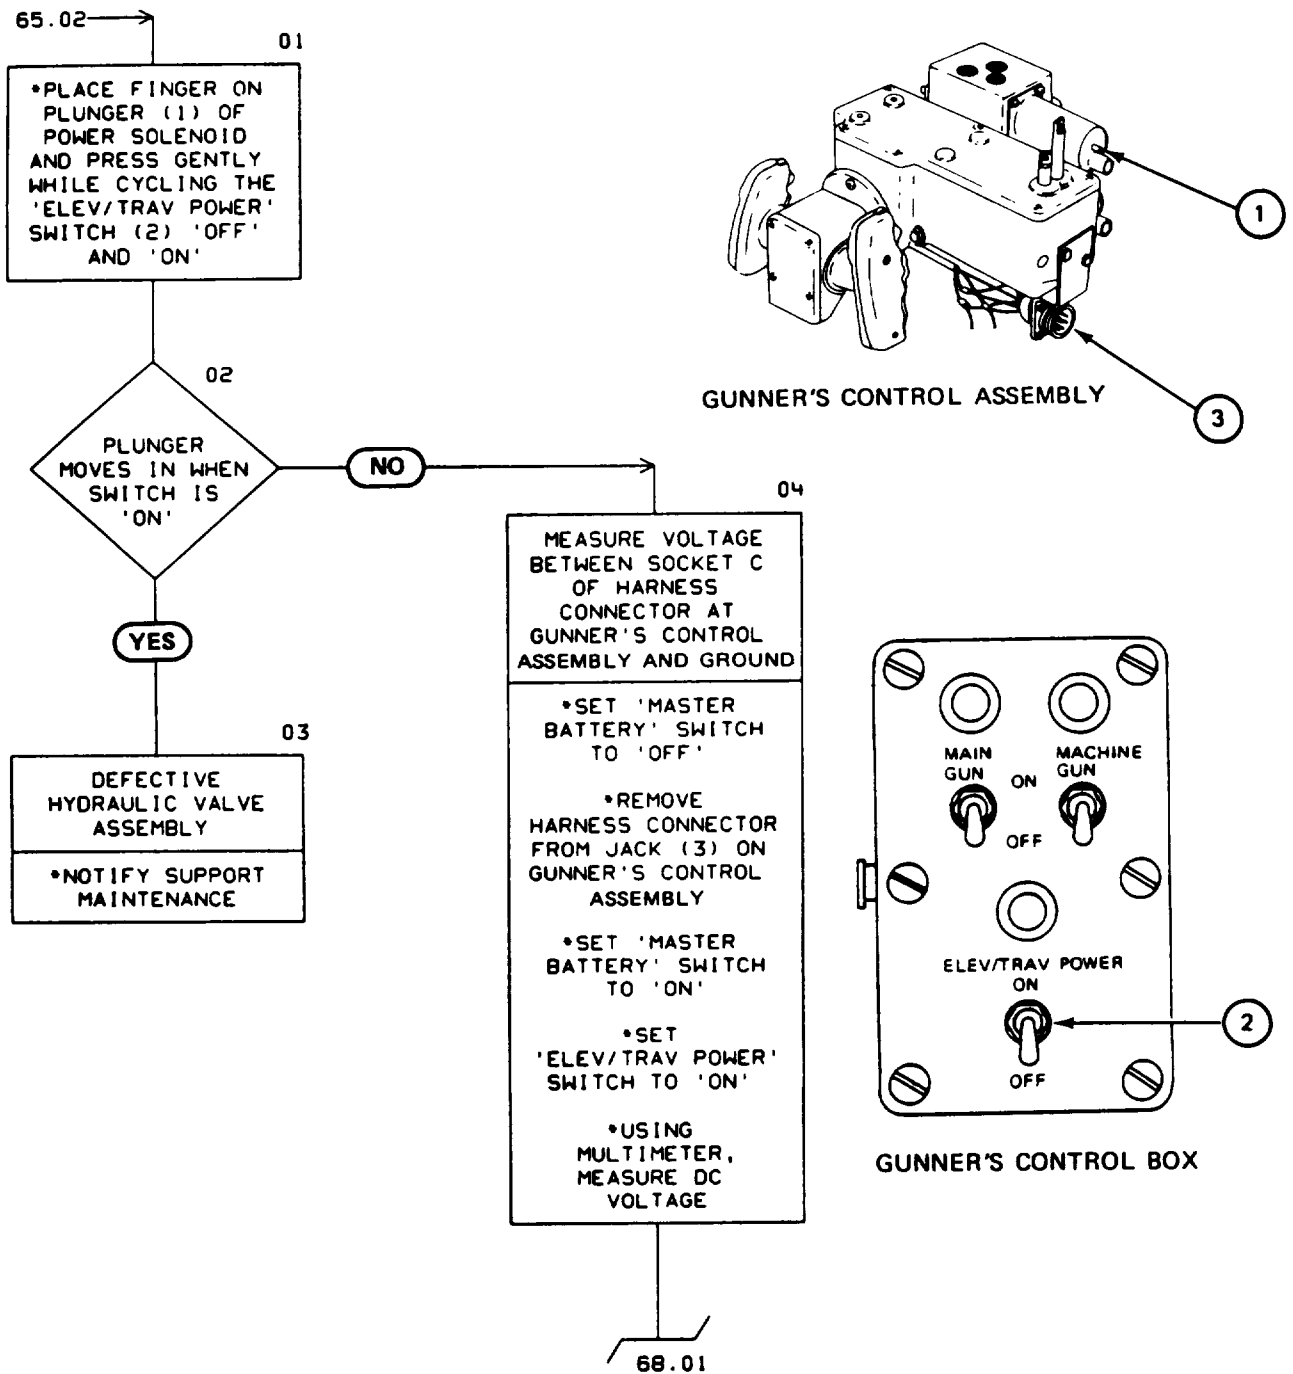 65.02
01
*PLACE FINGER ON
PLUNGER (1) OF
POWER SOLENOID
AND PRESS GENTLY
WHILE CYCLING THE
'ELEV/TRAV POWER'
SWITCH (2) 'OFF'
AND 'ON'
02
PLUNGER
MOVES IN WHEN
SWITCH IS
'ON'
NO
YES
03
DEFECTIVE
HYDRAULIC VALVE
ASSEMBLY
*NOTIFY SUPPORT
MAINTENANCE
04
MEASURE VOLTAGE
BETWEEN SOCKET C
OF HARNESS
CONNECTOR AT
GUNNER'S CONTROL
ASSEMBLY AND GROUND
*SET 'MASTER
BATTERY' SWITCH
TO 'OFF'
*REMOVE
HARNESS CONNECTOR
FROM JACK (3) ON
GUNNER'S CONTROL
ASSEMBLY
*SET 'MASTER
BATTERY' SWITCH
TO 'ON'
*SET
'ELEV/TRAV POWER'
SWITCH TO 'ON'
*USING
MULTIMETER,
MEASURE DC
VOLTAGE
68.01
1
3
GUNNER'S CONTROL ASSEMBLY
MAIN GUN
MACHINE GUN
ON
OFF
ELEV/TRAV POWER
ON
2
OFF
GUNNER'S CONTROL BOX